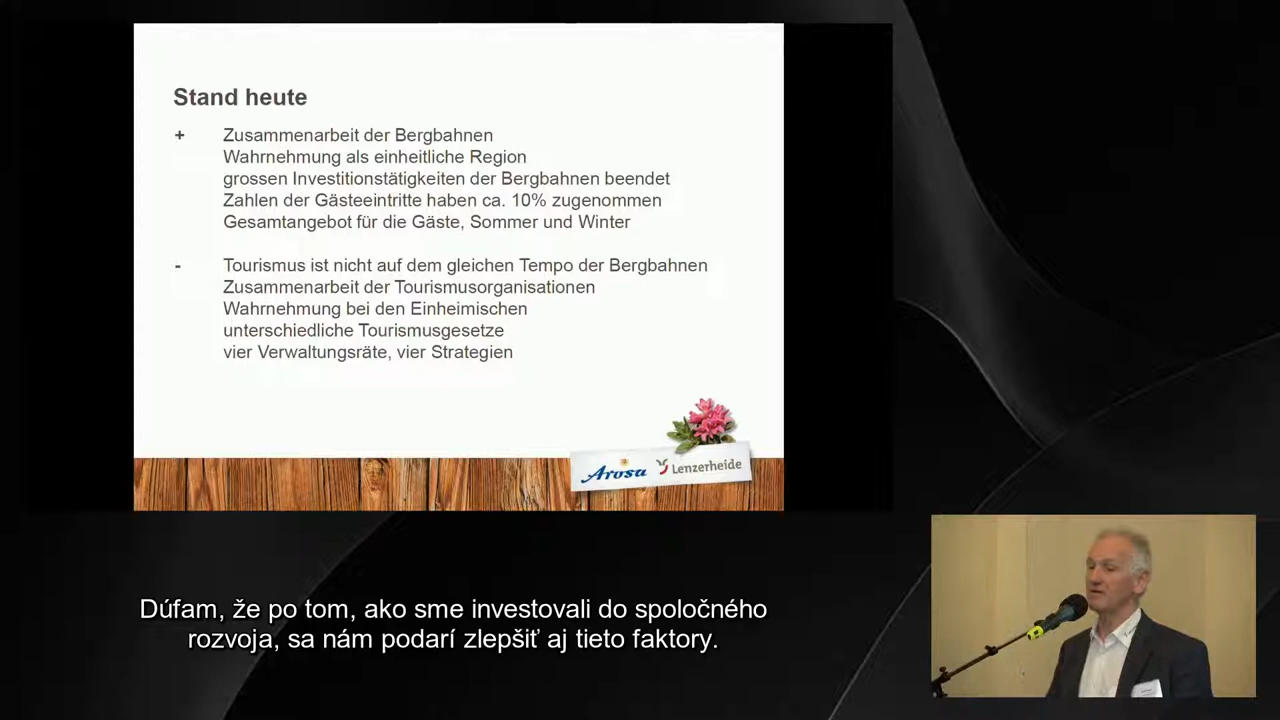 Stand heute
+ Zusammenarbeit der Bergbahnen
Wahrnehmung als einheitliche Region
grossen Investitionstätigkeiten der Bergbahnen beendet
Zahlen der Gästeeintritte haben ca. 10% zugenommen
Gesamtangebot für die Gäste, Sommer und Winter
- Tourismus ist nicht auf dem gleichen Tempo der Bergbahnen
Zusammenarbeit der Tourismusorganisationen
Wahrnehmung bei den Einheimischen
unterschiedliche Tourismusgesetze
vier Verwaltungsräte, vier Strategien
Arosa Lenzerheide
Dúfam, že po tom, ako sme investovali do spoločného
rozvoja, sa nám podarí zlepšiť aj tieto faktory.